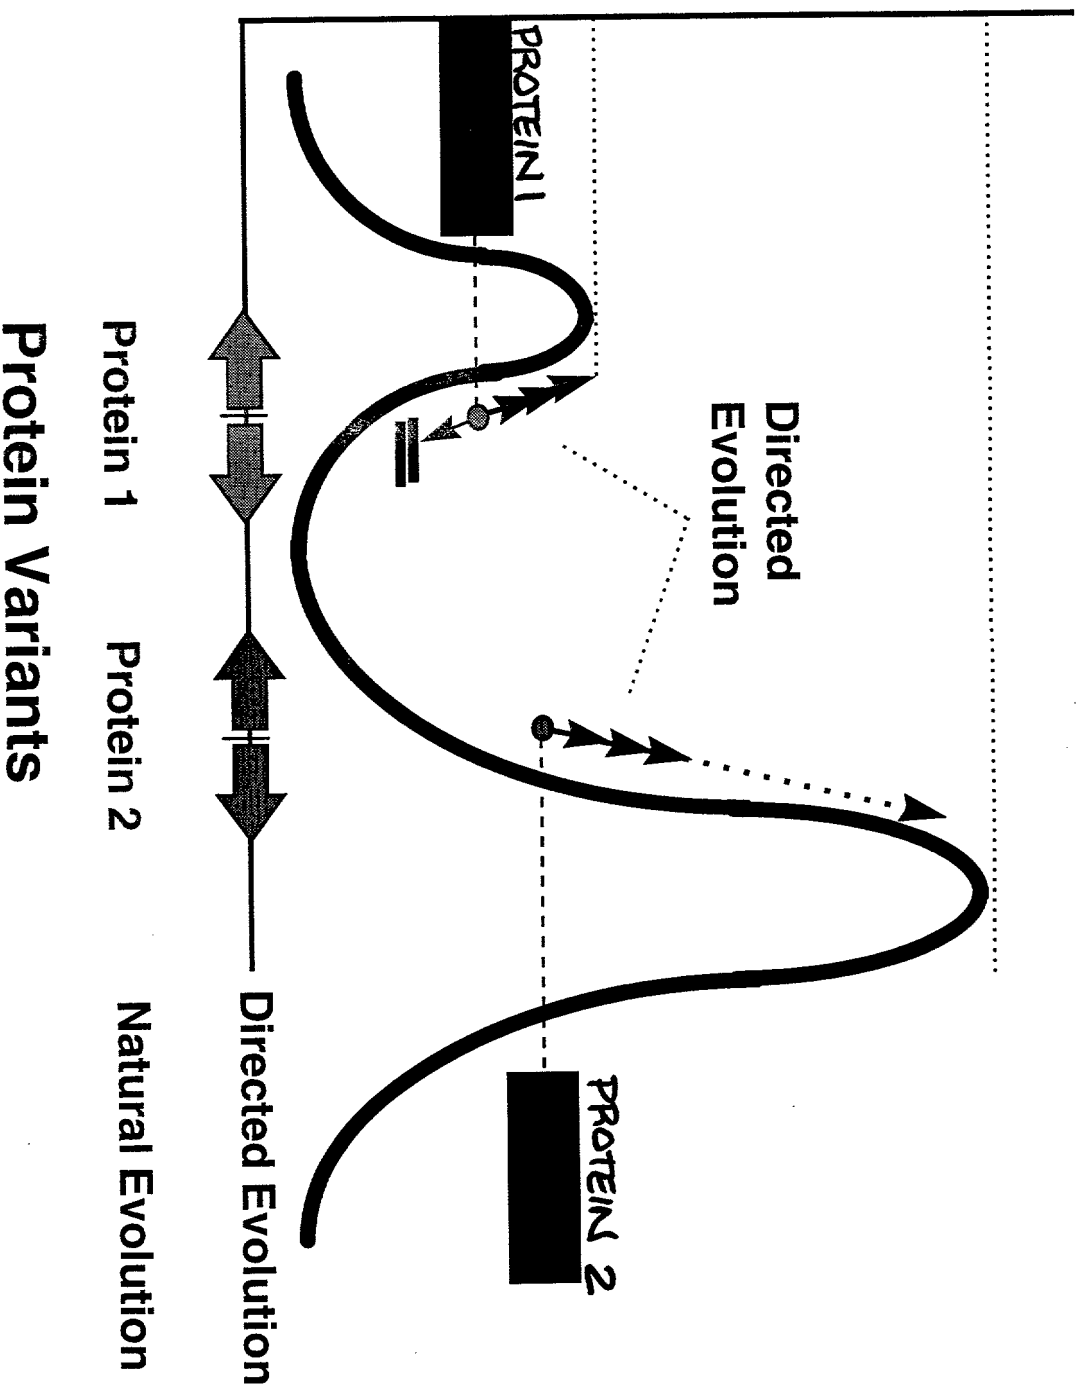 PROTEIN 1
Directed
Evolution
PROTEIN 2
Directed Evolution
Protein 1
Protein 2
Natural Evolution
Protein Variants